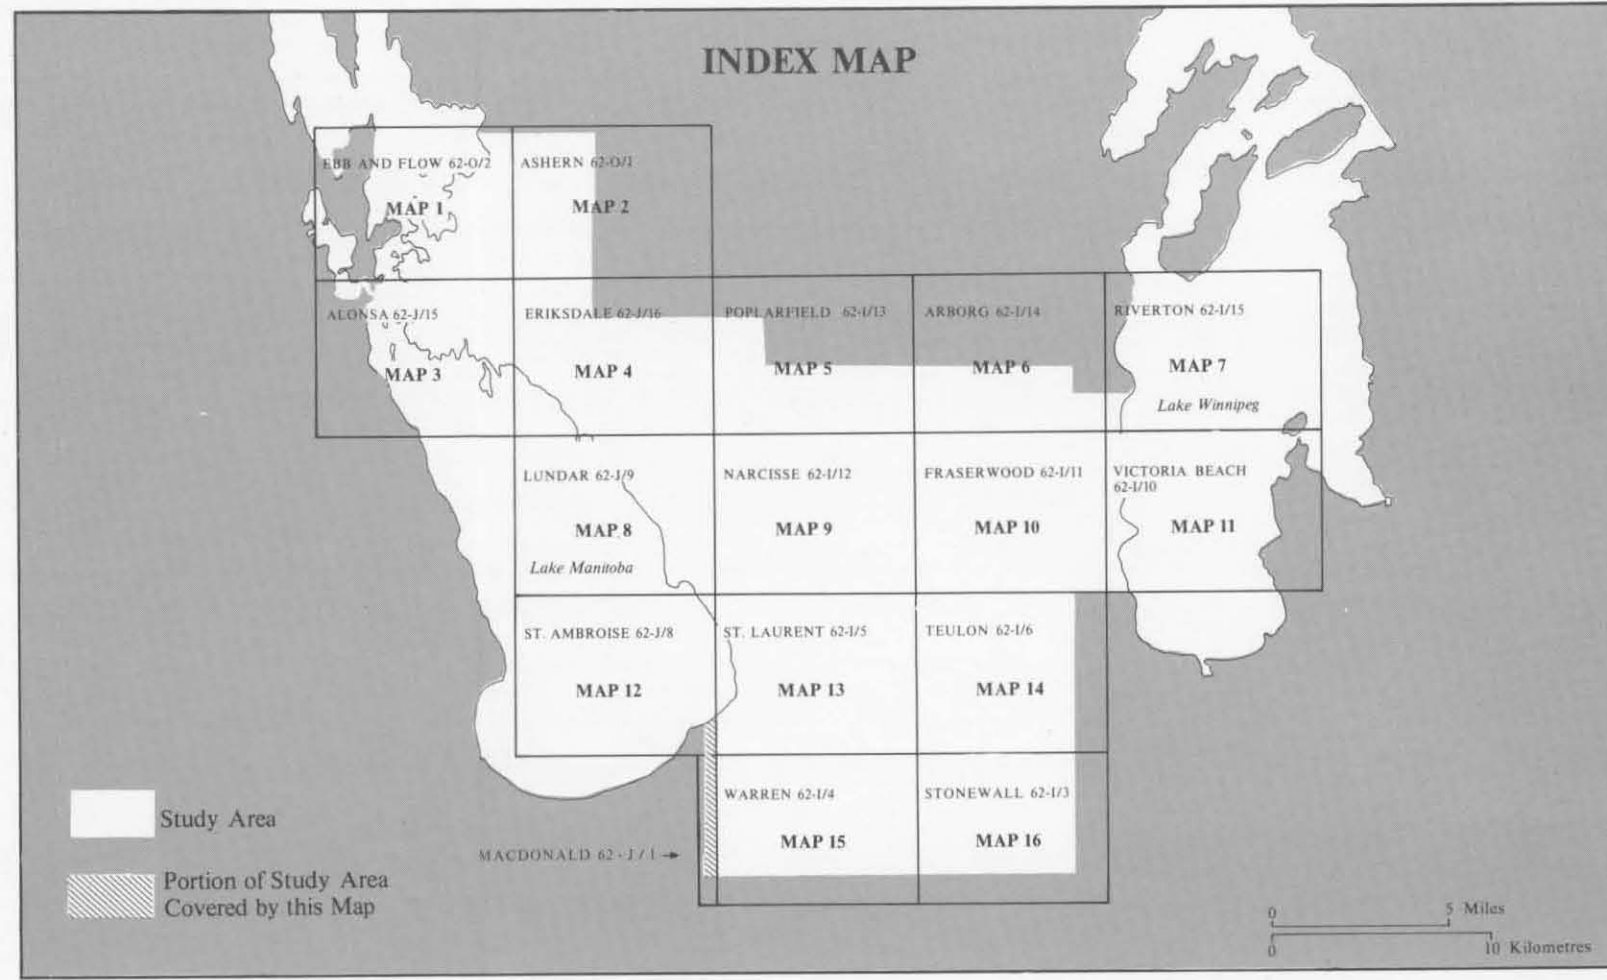 INDEX MAP
EBB AND FLOW 62-O/2
MAP 1
ASHERN 62-O/1
MAP 2
ALONSA 62-J/15
MAP 3
ERIKSDALE 62-J/16
MAP 4
POPLARFIELD 62-I/13
MAP 5
ARBORG 62-I/14
MAP 6
RIVERTON 62-I/15
MAP 7
Lake Winnipeg
LUNDAR 62-J/9
MAP 8
Lake Manitoba
NARCISSE 62-I/12
MAP 9
FRASERWOOD 62-I/11
MAP 10
VICTORIA BEACH
62-I/10
MAP 11
ST. AMBROISE 62-J/8
MAP 12
ST. LAURENT 62-I/5
MAP 13
TEULON 62-I/6
MAP 14
WARREN 62-I/4
MAP 15
STONEWALL 62-I/3
MAP 16
MACDONALD 62-J/1 →
Study Area
Portion of Study Area
Covered by this Map
0 5 Miles
0 10 Kilometres